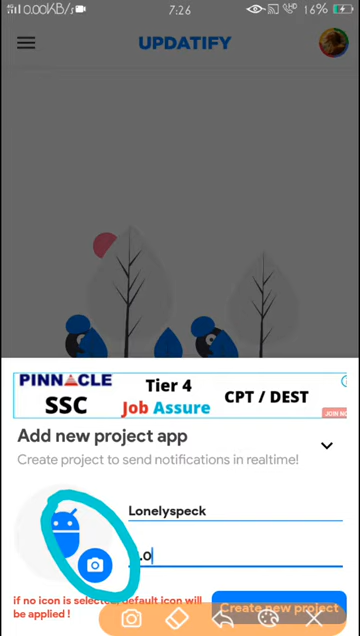 0.00KB/s
7:26
16%
UPDATIFY
PINNACLE
SSC
Tier 4
Job Assure
CPT / DEST
JOIN NO
Add new project app
Create project to send notifications in realtime!
Lonelyspeck
.0
if no icon is selected, default icon will
be applied !
Create new project